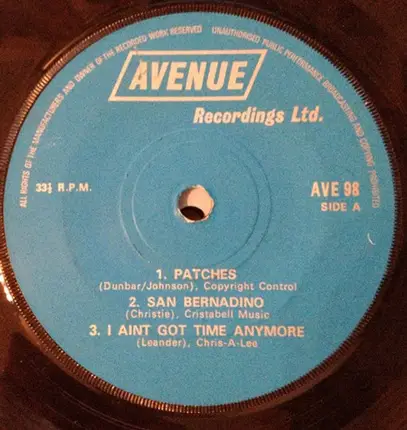 ALL RIGHTS OF THE MANUFACTURERS AND OWNER OF THE RECORDED WORK RESERVED UNAUTHORISED PUBLIC PERFORMANCE BROADCASTING AND COPYING PROHIBITED
AVENUE
Recordings Ltd.
33⅓ R.P.M.
AVE 98
SIDE A
1. PATCHES
(Dunbar/Johnson), Copyright Control
2. SAN BERNADINO
(Christie), Cristabell Music
3. I AINT GOT TIME ANYMORE
(Leander), Chris-A-Lee